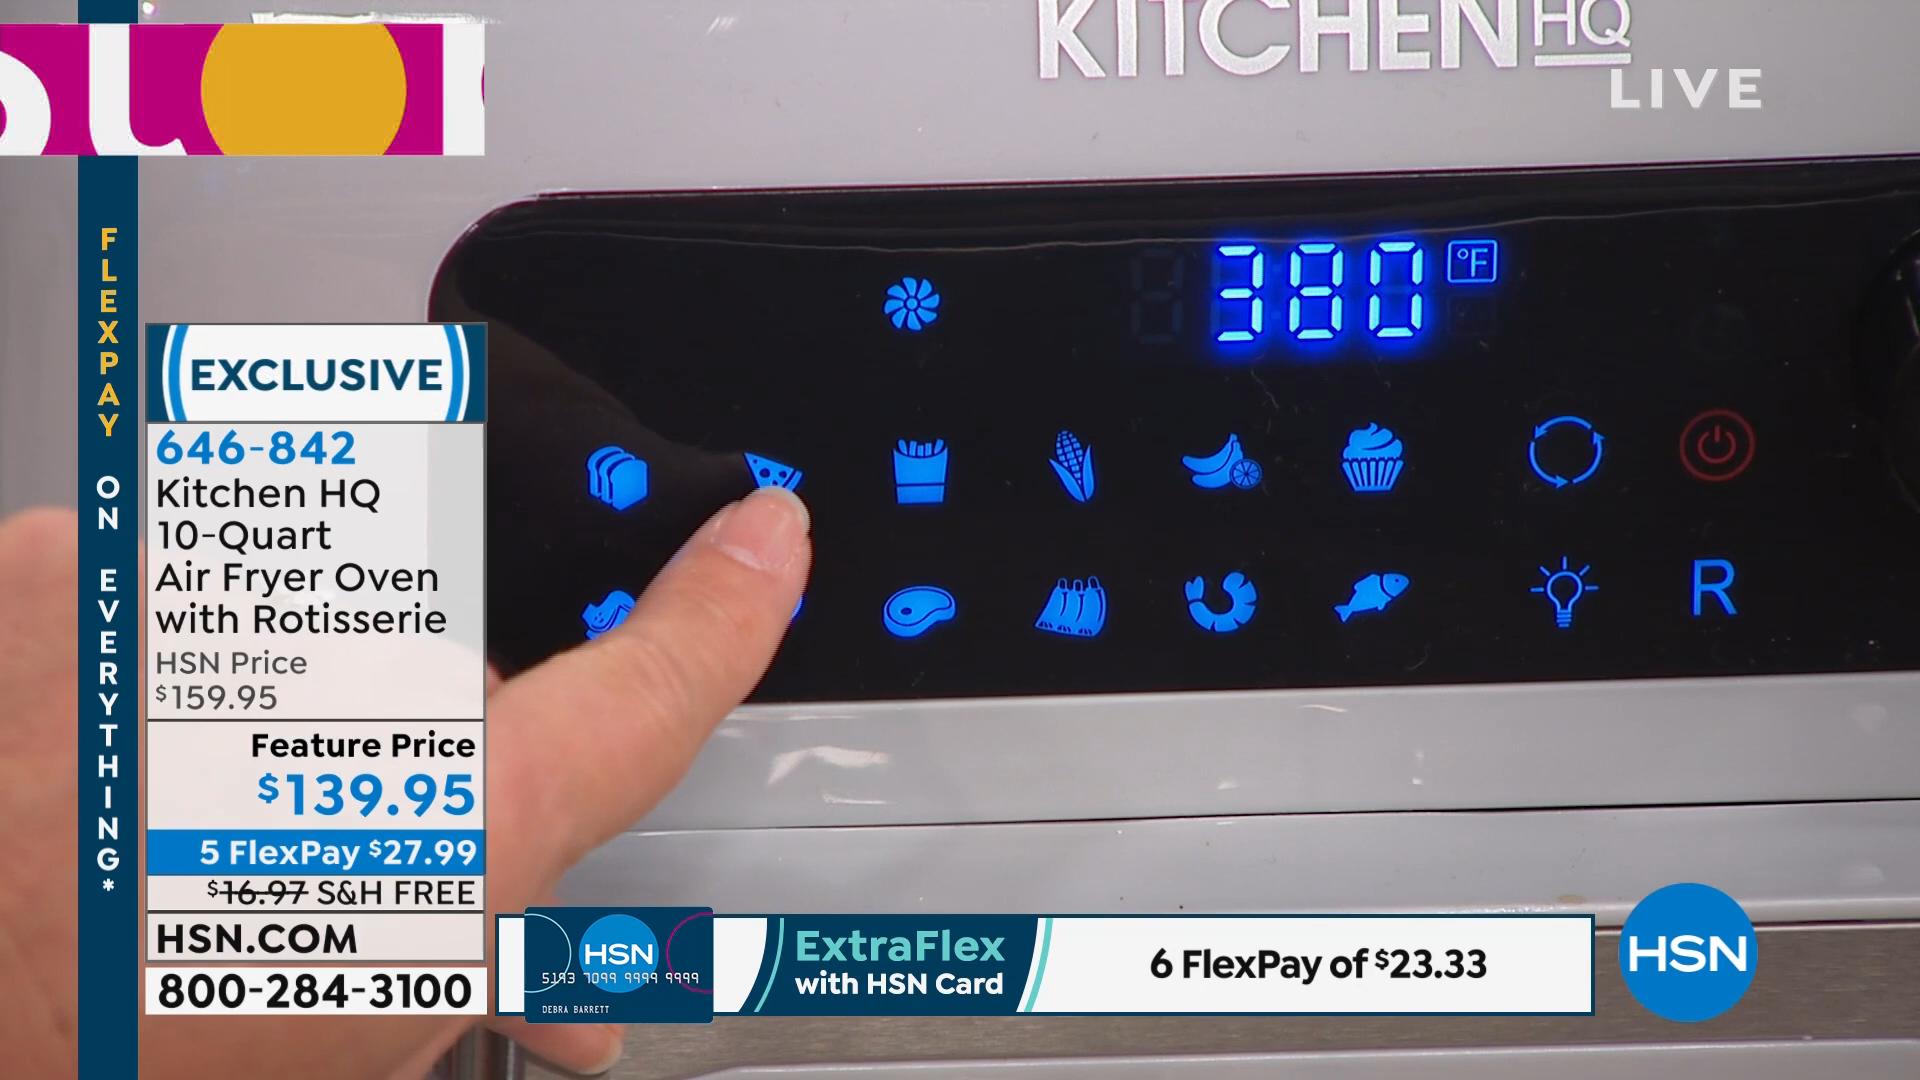 KITCHEN HQ
LIVE
380 °F
R
FLEXPAY ON EVERYTHING*
EXCLUSIVE
646-842
Kitchen HQ
10-Quart
Air Fryer Oven
with Rotisserie
HSN Price
$159.95
Feature Price
$139.95
5 FlexPay $27.99
$16.97 S&H FREE
HSN.COM
800-284-3100
HSN
5193 7099 9999 9999
DEBRA BARRETT
ExtraFlex
with HSN Card
6 FlexPay of $23.33
HSN